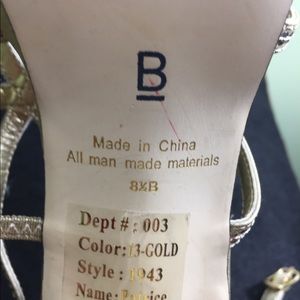 B
Made in China
All man made materials
8½B
Dept # : 003
Color: 13-GOLD
Style : 1943
Name: